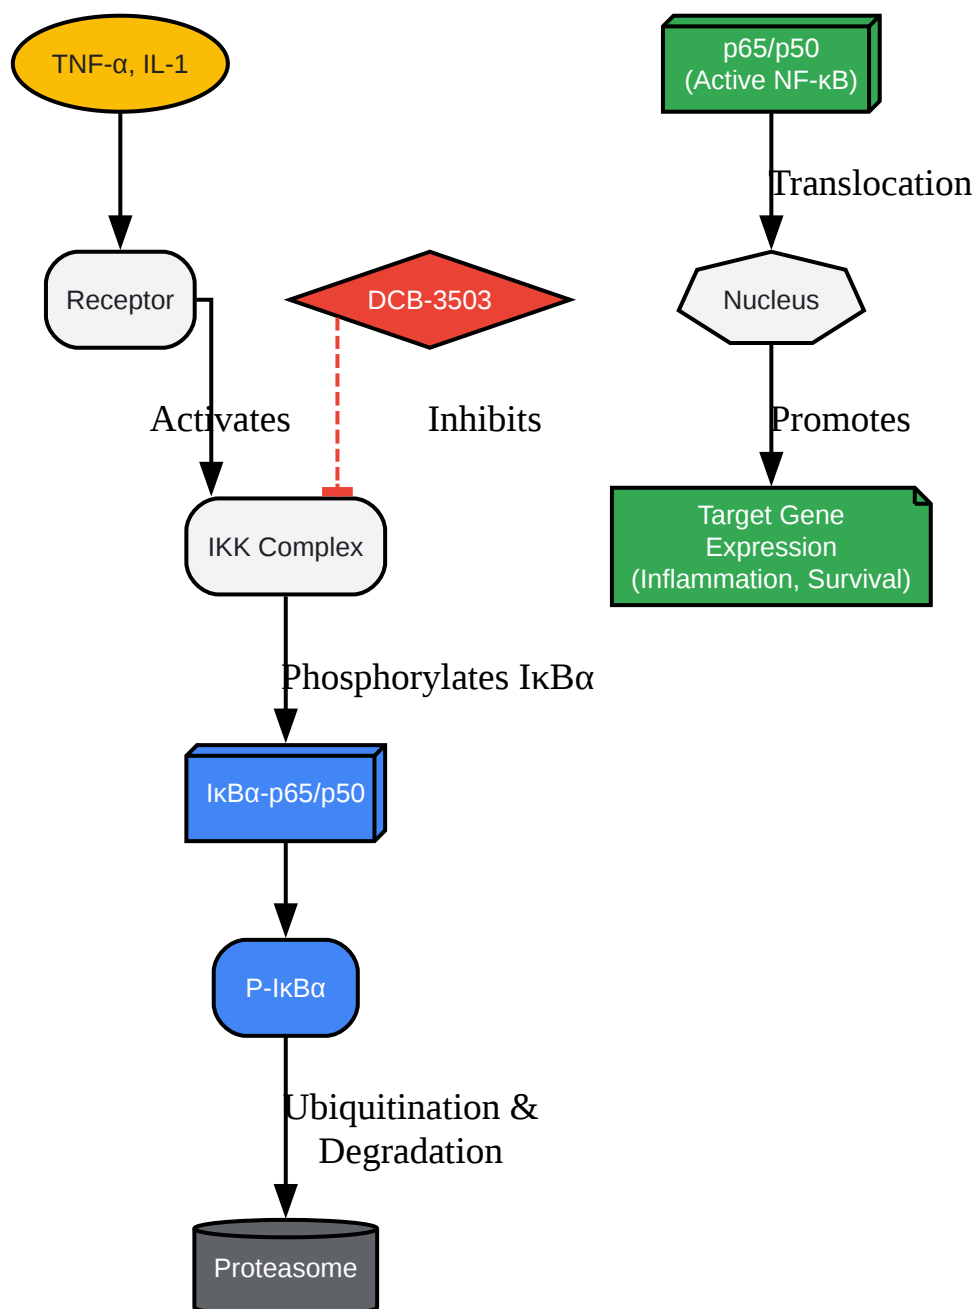 TNF-α, IL-1
Receptor
Activates
DCB-3503
Inhibits
IKK Complex
Phosphorylates IκBα
IκBα-p65/p50
P-IκBα
Ubiquitination &
Degradation
Proteasome
p65/p50
(Active NF-κB)
Translocation
Nucleus
Promotes
Target Gene
Expression
(Inflammation, Survival)